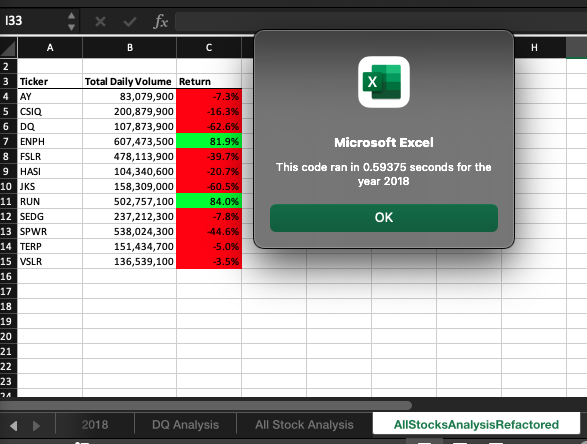 I33
fx
A B C H
2
3 Ticker Total Daily Volume Return
4 AY 83,079,900 -7.3%
5 CSIQ 200,879,900 -16.3%
6 DQ 107,873,900 -62.6%
7 ENPH 607,473,500 81.9%
8 FSLR 478,113,900 -39.7%
9 HASI 104,340,600 -20.7%
10 JKS 158,309,000 -60.5%
11 RUN 502,757,100 84.0%
12 SEDG 237,212,300 -7.8%
13 SPWR 538,024,300 -44.6%
14 TERP 151,434,700 -5.0%
15 VSLR 136,539,100 -3.5%
16
17
18
19
20
21
22
23
24
X
Microsoft Excel
This code ran in 0.59375 seconds for the
year 2018
OK
2018 DQ Analysis All Stock Analysis AllStocksAnalysisRefactored